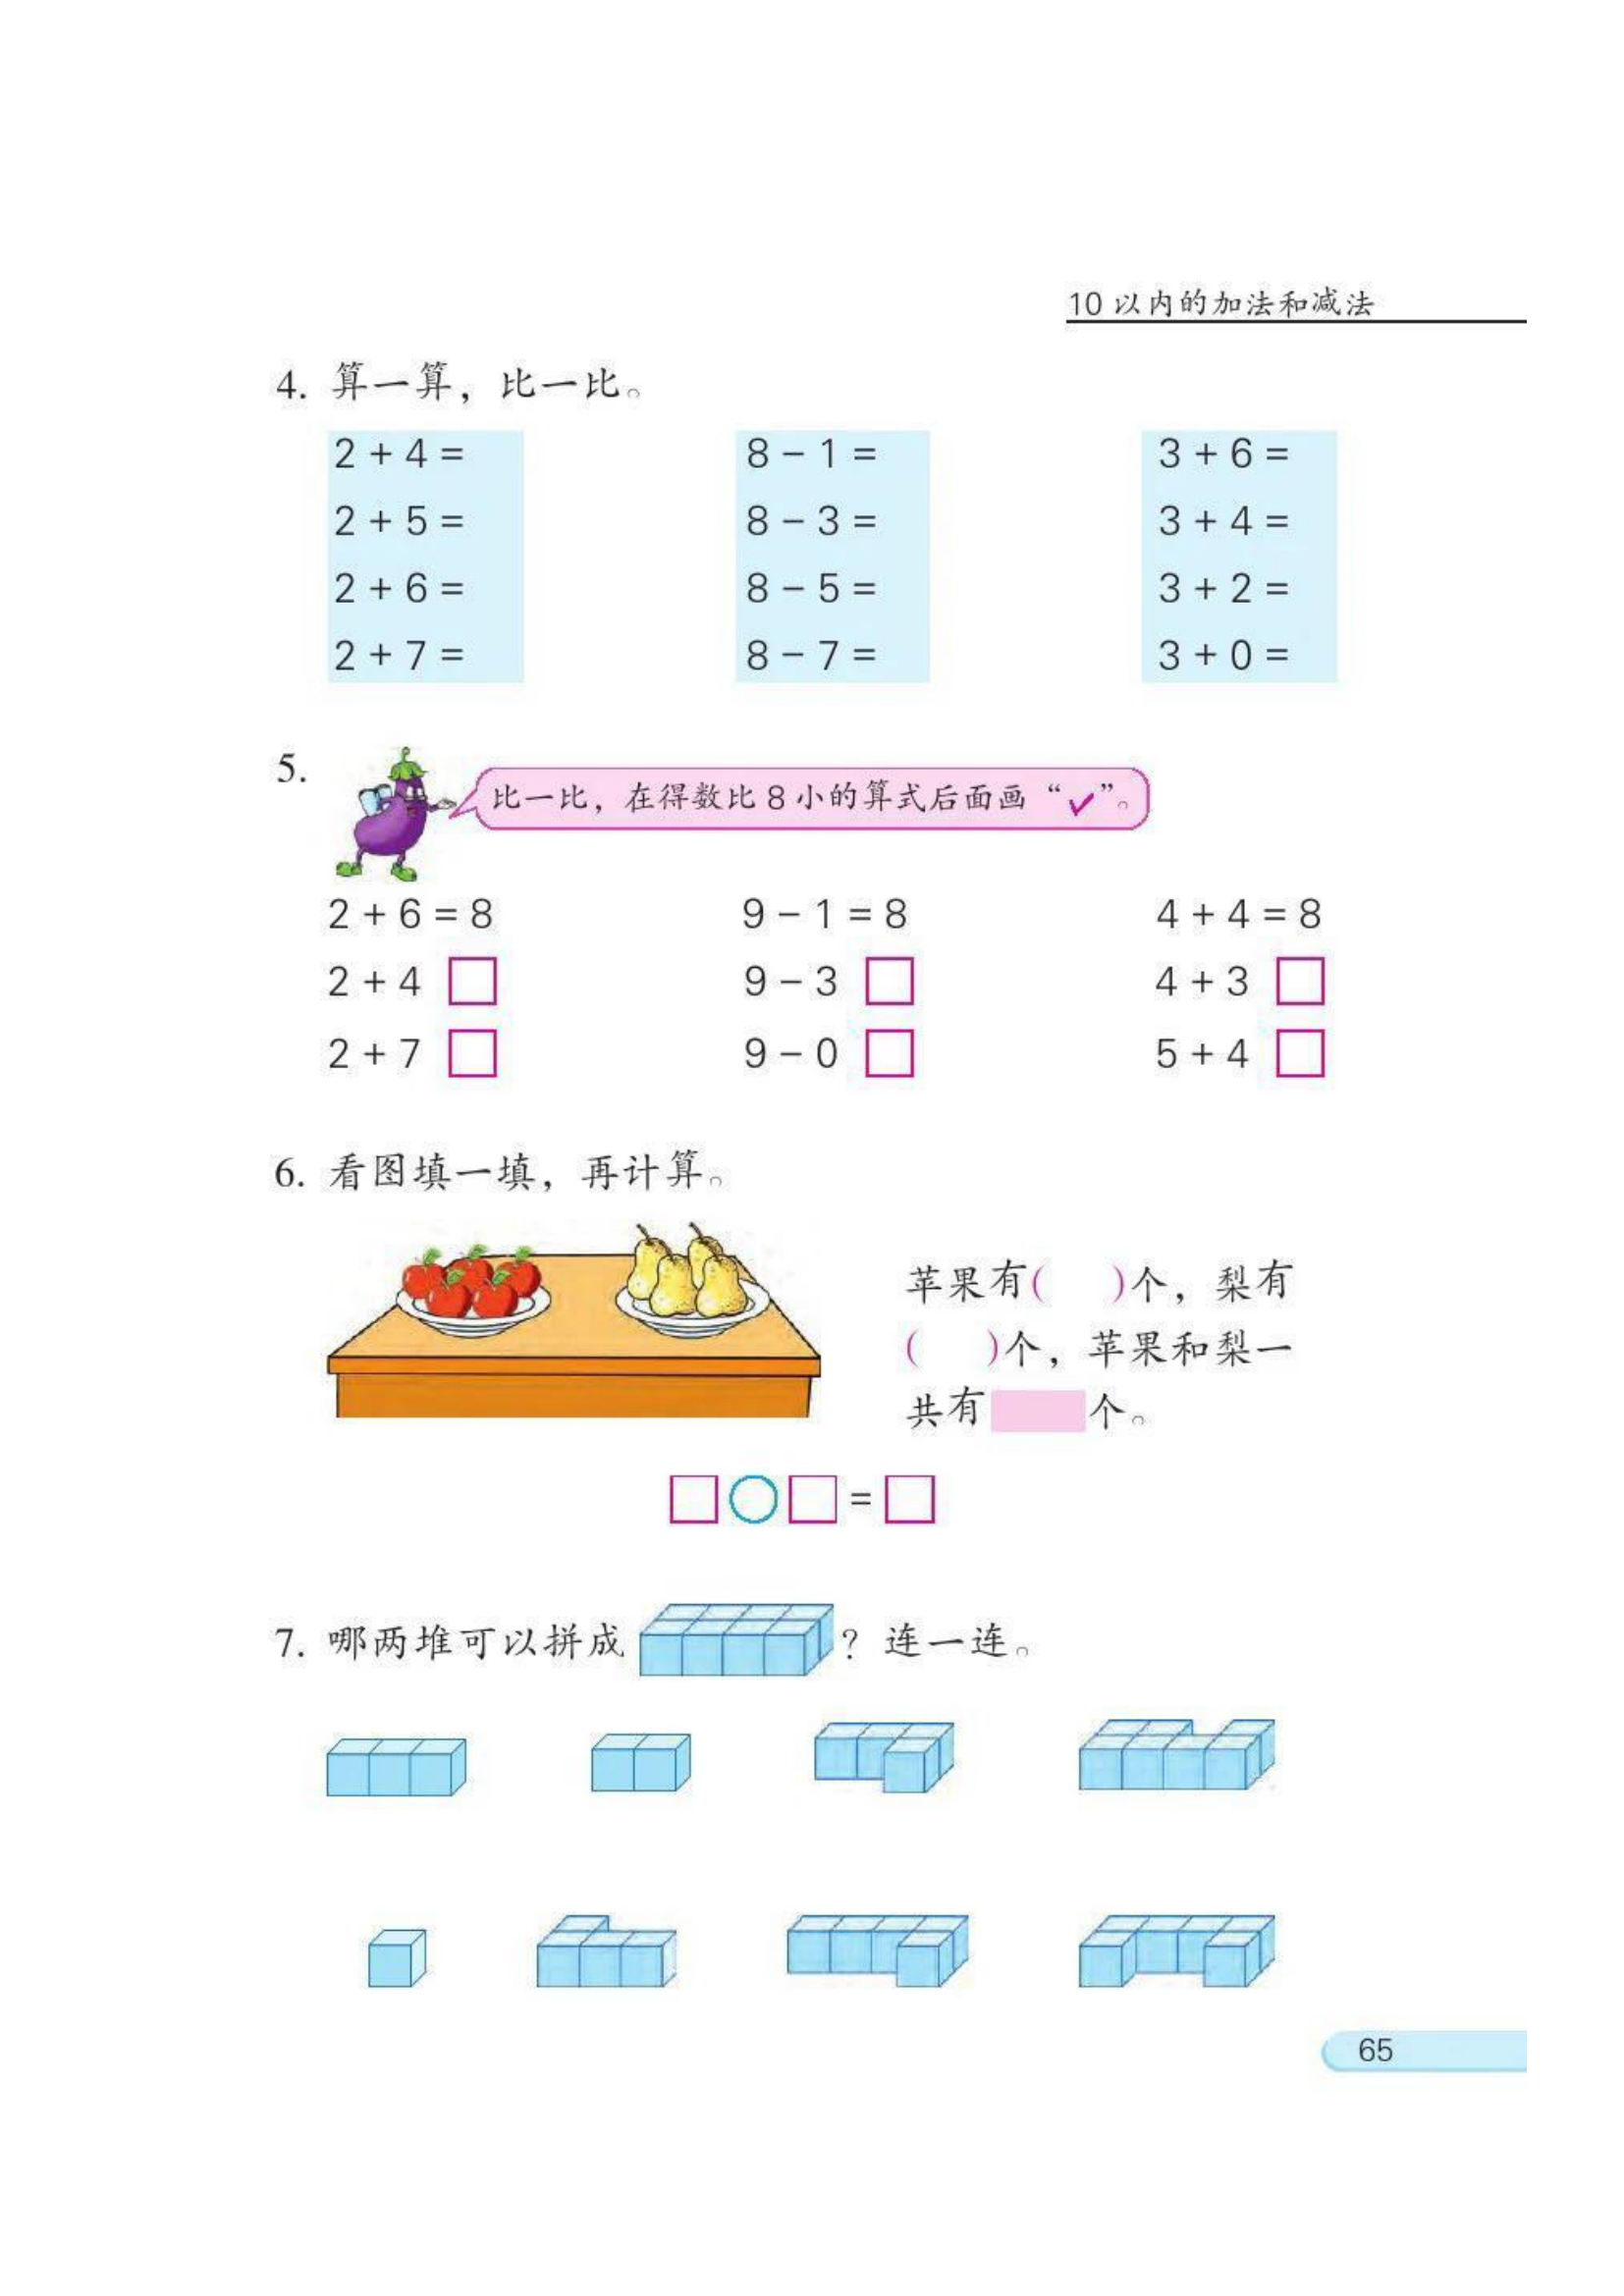 10 以内的加法和减法
4. 算一算，比一比。
2 + 4 = 8 − 1 = 3 + 6 =
2 + 5 = 8 − 3 = 3 + 4 =
2 + 6 = 8 − 5 = 3 + 2 =
2 + 7 = 8 − 7 = 3 + 0 =
5. 比一比，在得数比 8 小的算式后面画“✓”。
2 + 6 = 8 9 − 1 = 8 4 + 4 = 8
2 + 4 □ 9 − 3 □ 4 + 3 □
2 + 7 □ 9 − 0 □ 5 + 4 □
6. 看图填一填，再计算。
苹果有( )个，梨有
( )个，苹果和梨一
共有 个。
□○□=□
7. 哪两堆可以拼成 ？连一连。
65